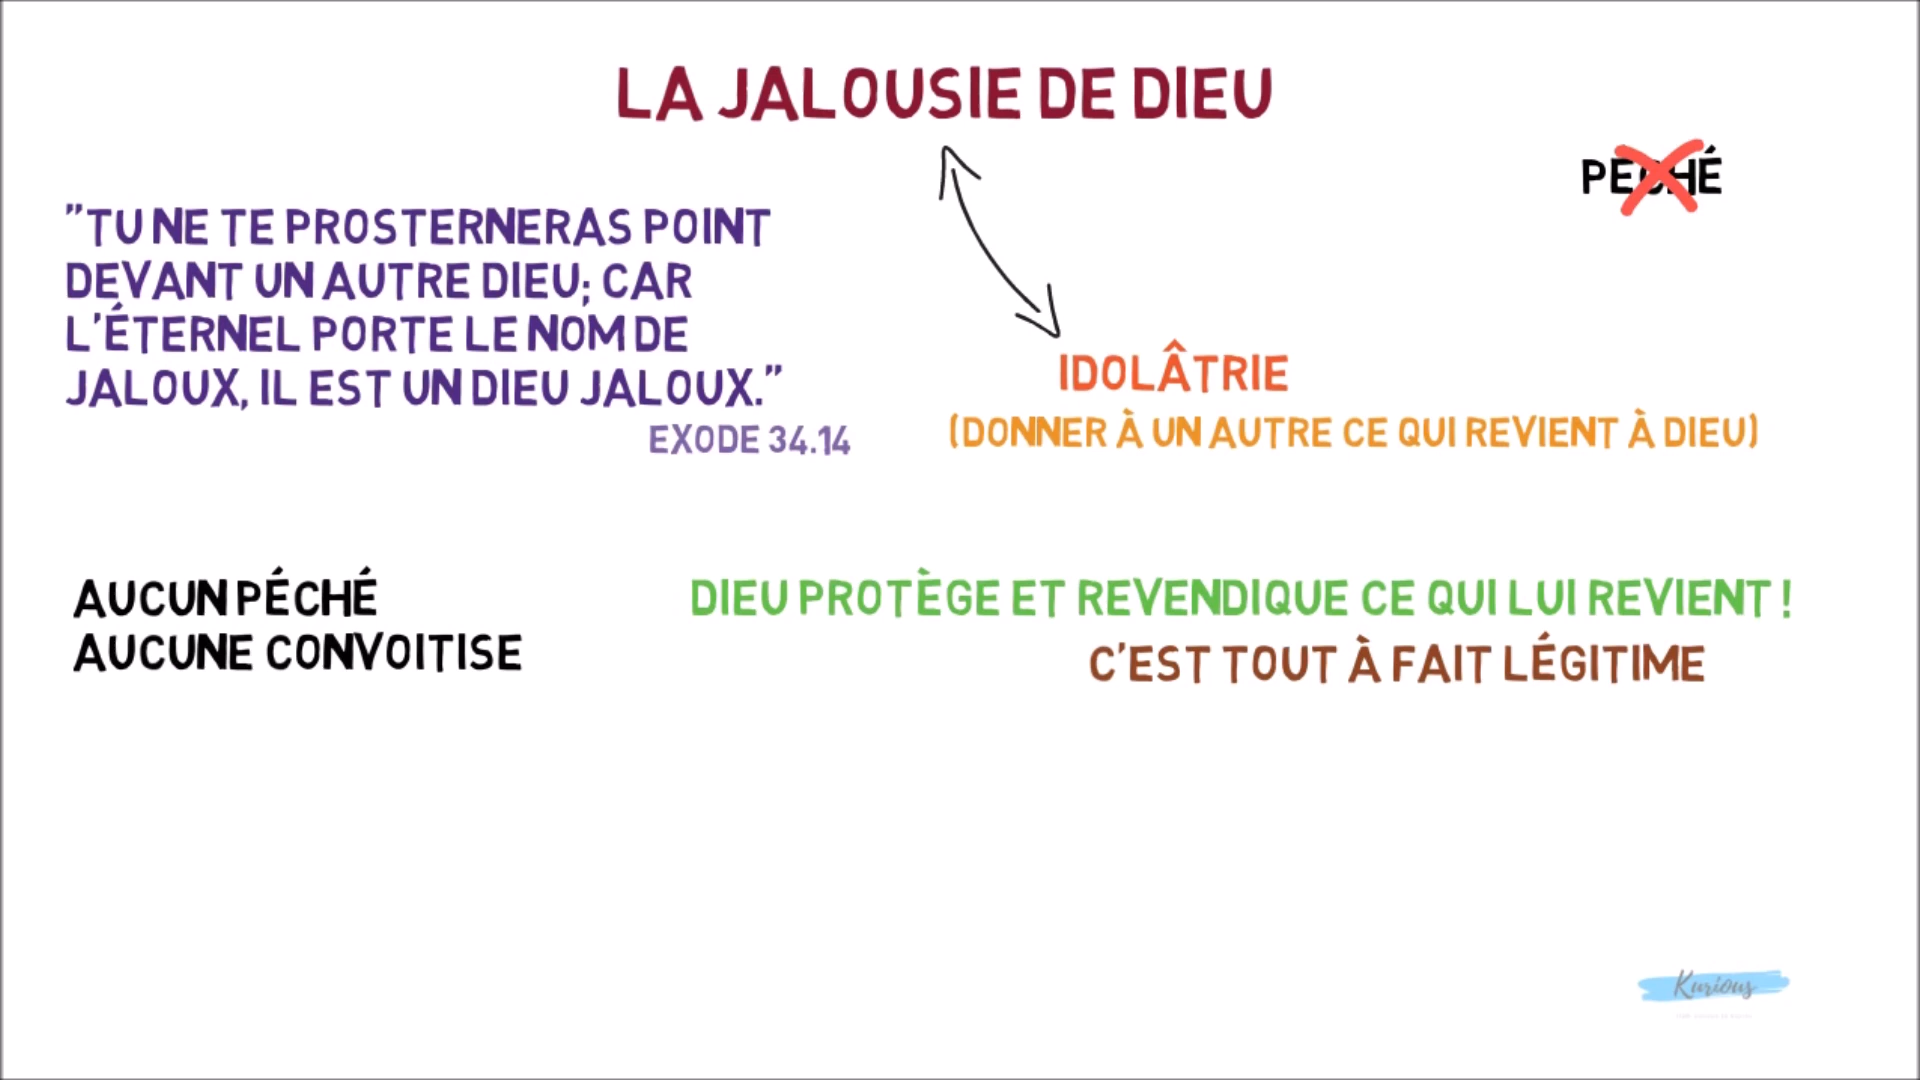 LA JALOUSIE DE DIEU
PÉCHÉ
"TU NE TE PROSTERNERAS POINT
DEVANT UN AUTRE DIEU; CAR
L'ÉTERNEL PORTE LE NOM DE
JALOUX, IL EST UN DIEU JALOUX."
EXODE 34.14
IDOLÂTRIE
(DONNER À UN AUTRE CE QUI REVIENT À DIEU)
AUCUN PÉCHÉ
AUCUNE CONVOITISE
DIEU PROTÈGE ET REVENDIQUE CE QUI LUI REVIENT !
C'EST TOUT À FAIT LÉGITIME
Kurious